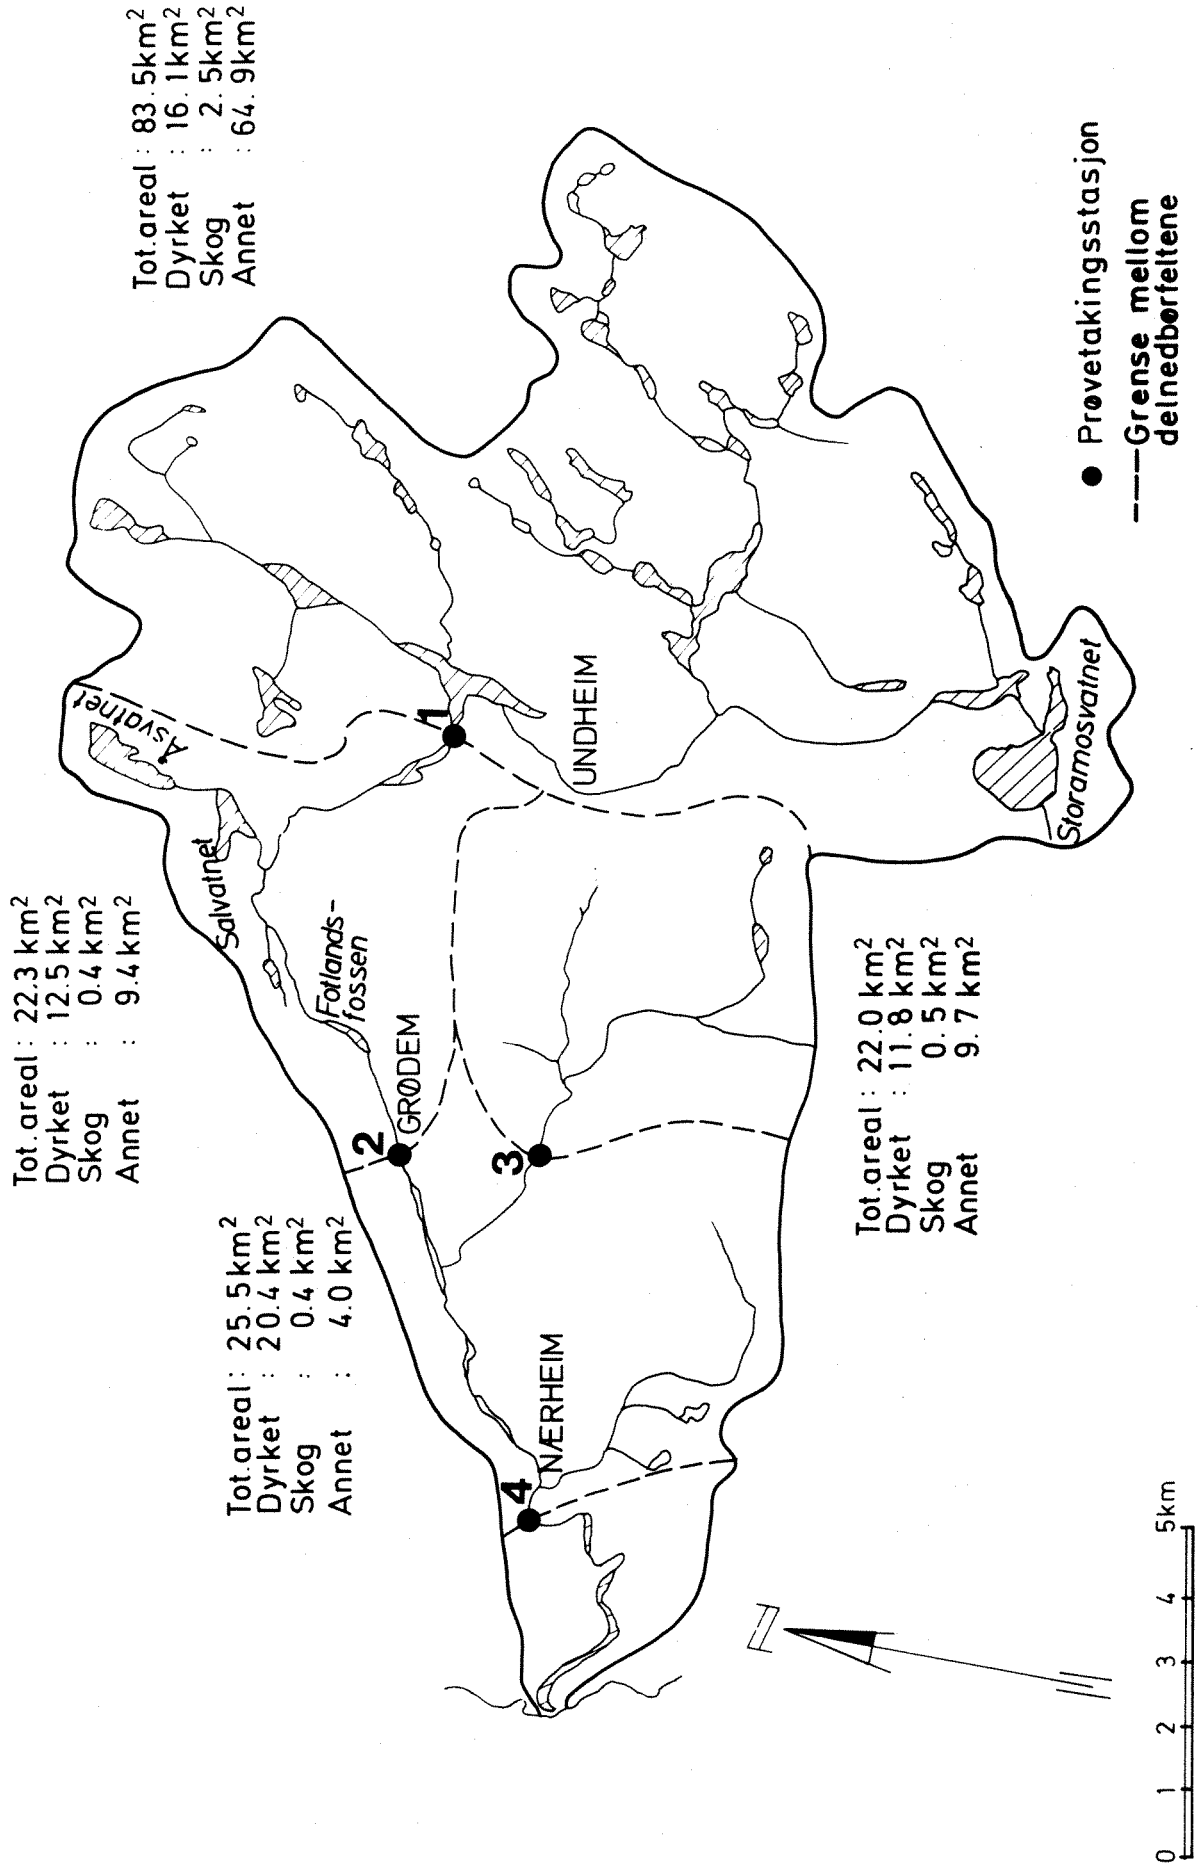 Tot.areal : 83.5km²
Dyrket : 16.1km²
Skog : 2.5km²
Annet : 64.9km²
Tot.areal : 22.3 km²
Dyrket : 12.5 km²
Skog : 0.4 km²
Annet : 9.4 km²
Tot.areal : 25.5 km²
Dyrket : 20.4 km²
Skog : 0.4 km²
Annet : 4.0 km²
Tot.areal : 22.0 km²
Dyrket : 11.8 km²
Skog 0.5 km²
Annet 9.7 km²
Åsvatnet
Salvatnet
Fotlands-
fossen
GRØDEM
UNDHEIM
NÆRHEIM
Storamosvatnet
1
2
3
4
● Prøvetakingsstasjon
---Grense mellom
delnedbørfeltene
0 1 2 3 4 5km